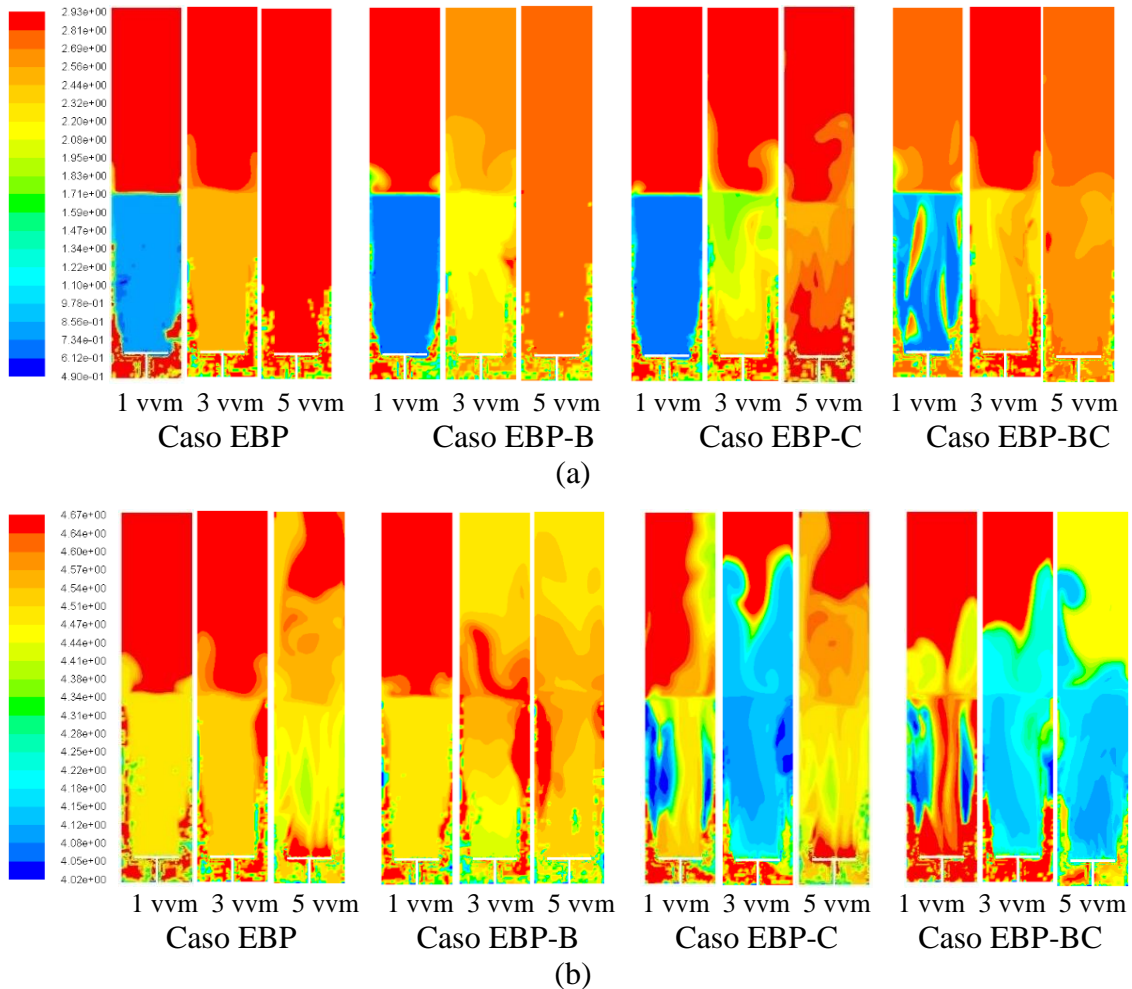 2.93e+00
2.81e+00
2.69e+00
2.56e+00
2.44e+00
2.32e+00
2.20e+00
2.08e+00
1.95e+00
1.83e+00
1.71e+00
1.59e+00
1.47e+00
1.34e+00
1.22e+00
1.10e+00
9.78e-01
8.56e-01
7.34e-01
6.12e-01
4.90e-01
1 vvm 3 vvm 5 vvm 1 vvm 3 vvm 5 vvm 1 vvm 3 vvm 5 vvm 1 vvm 3 vvm 5 vvm
Caso EBP Caso EBP-B Caso EBP-C Caso EBP-BC
(a)
4.67e+00
4.64e+00
4.60e+00
4.57e+00
4.54e+00
4.51e+00
4.47e+00
4.44e+00
4.41e+00
4.38e+00
4.34e+00
4.31e+00
4.28e+00
4.25e+00
4.22e+00
4.18e+00
4.15e+00
4.12e+00
4.08e+00
4.05e+00
4.02e+00
1 vvm 3 vvm 5 vvm 1 vvm 3 vvm 5 vvm 1 vvm 3 vvm 5 vvm 1 vvm 3 vvm 5 vvm
Caso EBP Caso EBP-B Caso EBP-C Caso EBP-BC
(b)